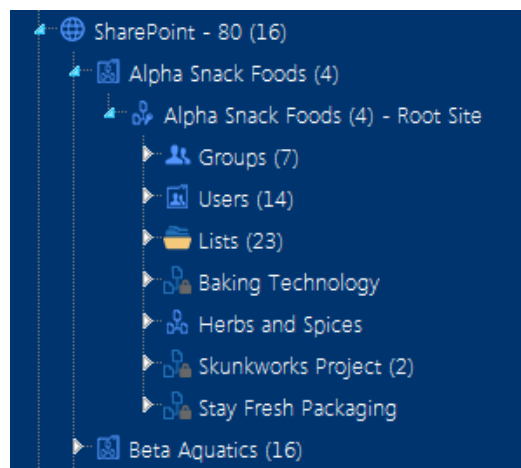 SharePoint - 80 (16)
Alpha Snack Foods (4)
Alpha Snack Foods (4) - Root Site
Groups (7)
Users (14)
Lists (23)
Baking Technology
Herbs and Spices
Skunkworks Project (2)
Stay Fresh Packaging
Beta Aquatics (16)